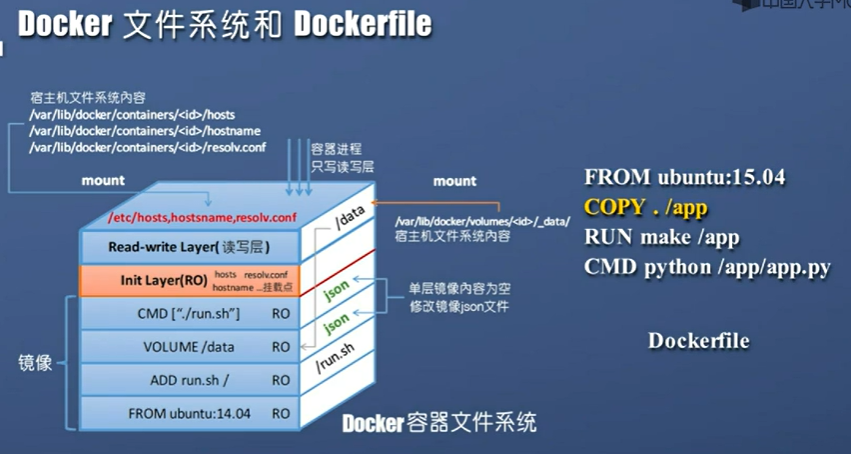 Docker 文件系统和 Dockerfile
中国大学MO
宿主机文件系统内容
/var/lib/docker/containers/<id>/hosts
/var/lib/docker/containers/<id>/hostname
/var/lib/docker/containers/<id>/resolv.conf
mount
容器进程
只写读写层
mount
/etc/hosts,hostsname,resolv.conf
/data
/var/lib/docker/volumes/<id>/_data/
宿主机文件系统内容
Read-write Layer(读写层)
Init Layer(RO)
hosts resolv.conf
hostname ...挂载点
json
json
单层镜像内容为空
修改镜像json文件
CMD ["./run.sh"] RO
VOLUME /data RO
/run.sh
ADD run.sh / RO
FROM ubuntu:14.04 RO
镜像
Docker容器文件系统
FROM ubuntu:15.04
COPY . /app
RUN make /app
CMD python /app/app.py
Dockerfile